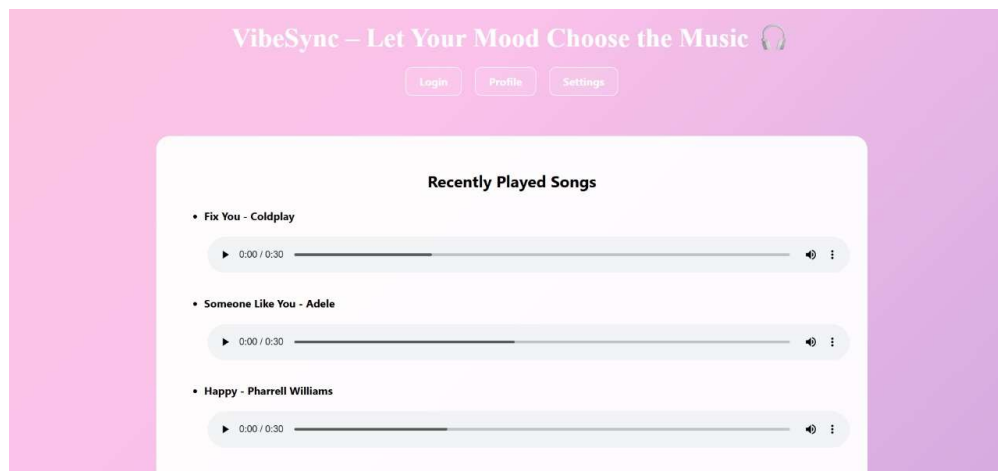 VibeSync – Let Your Mood Choose the Music 🎧
Login Profile Settings
Recently Played Songs
• Fix You - Coldplay
0:00 / 0:30
• Someone Like You - Adele
0:00 / 0:30
• Happy - Pharrell Williams
0:00 / 0:30